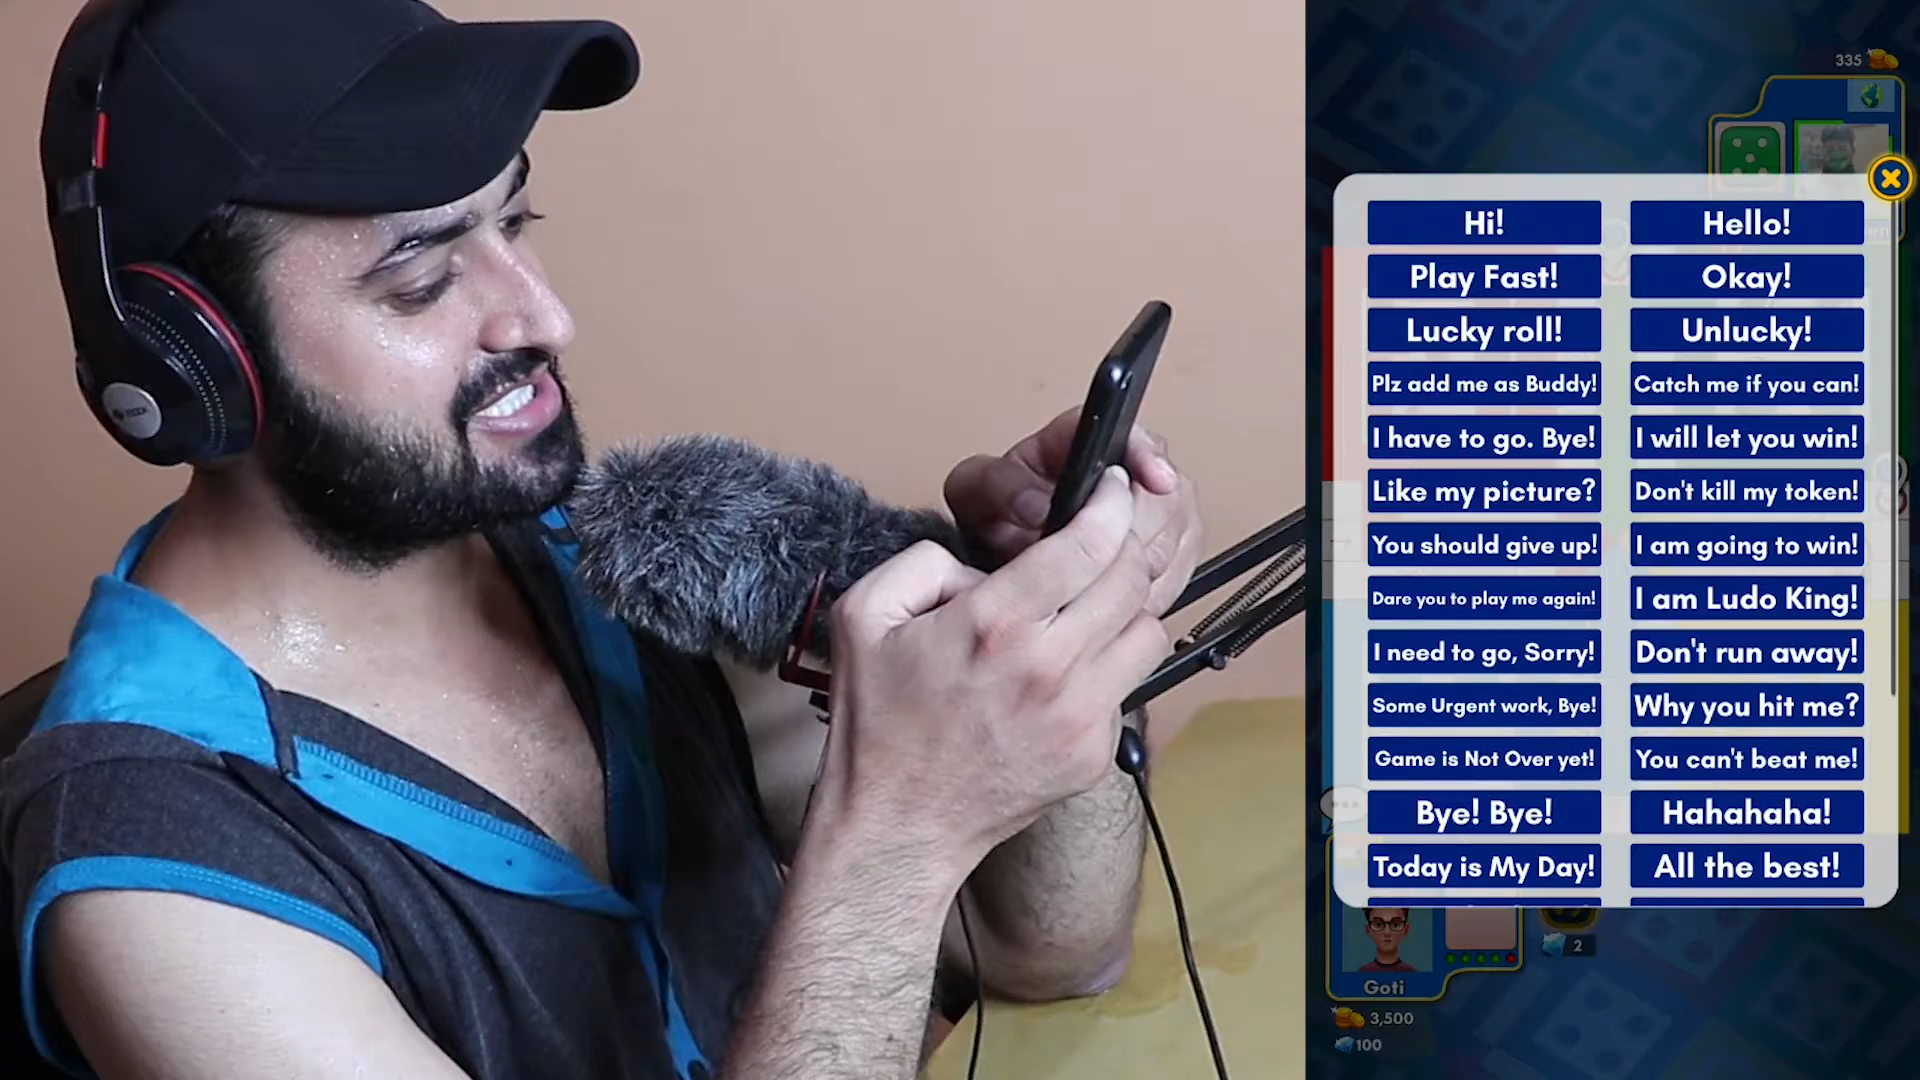 335
Hi!
Hello!
Play Fast!
Okay!
Lucky roll!
Unlucky!
Plz add me as Buddy!
Catch me if you can!
I have to go. Bye!
I will let you win!
Like my picture?
Don't kill my token!
You should give up!
I am going to win!
Dare you to play me again!
I am Ludo King!
I need to go, Sorry!
Don't run away!
Some Urgent work, Bye!
Why you hit me?
Game is Not Over yet!
You can't beat me!
Bye! Bye!
Hahahaha!
Today is My Day!
All the best!
2
Goti
3,500
100